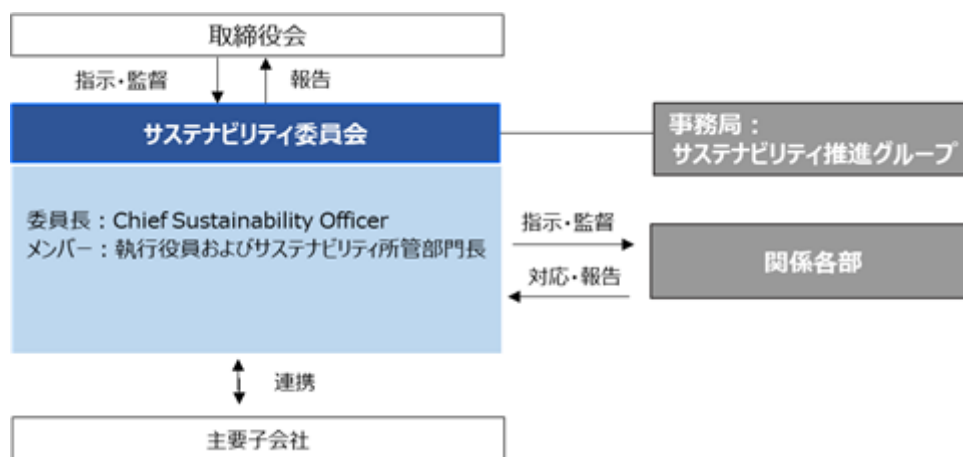 取締役会
指示・監督
報告
サステナビリティ委員会
事務局：
サステナビリティ推進グループ
委員長：Chief Sustainability Officer
メンバー：執行役員およびサステナビリティ所管部門長
指示・監督
関係各部
対応・報告
連携
主要子会社